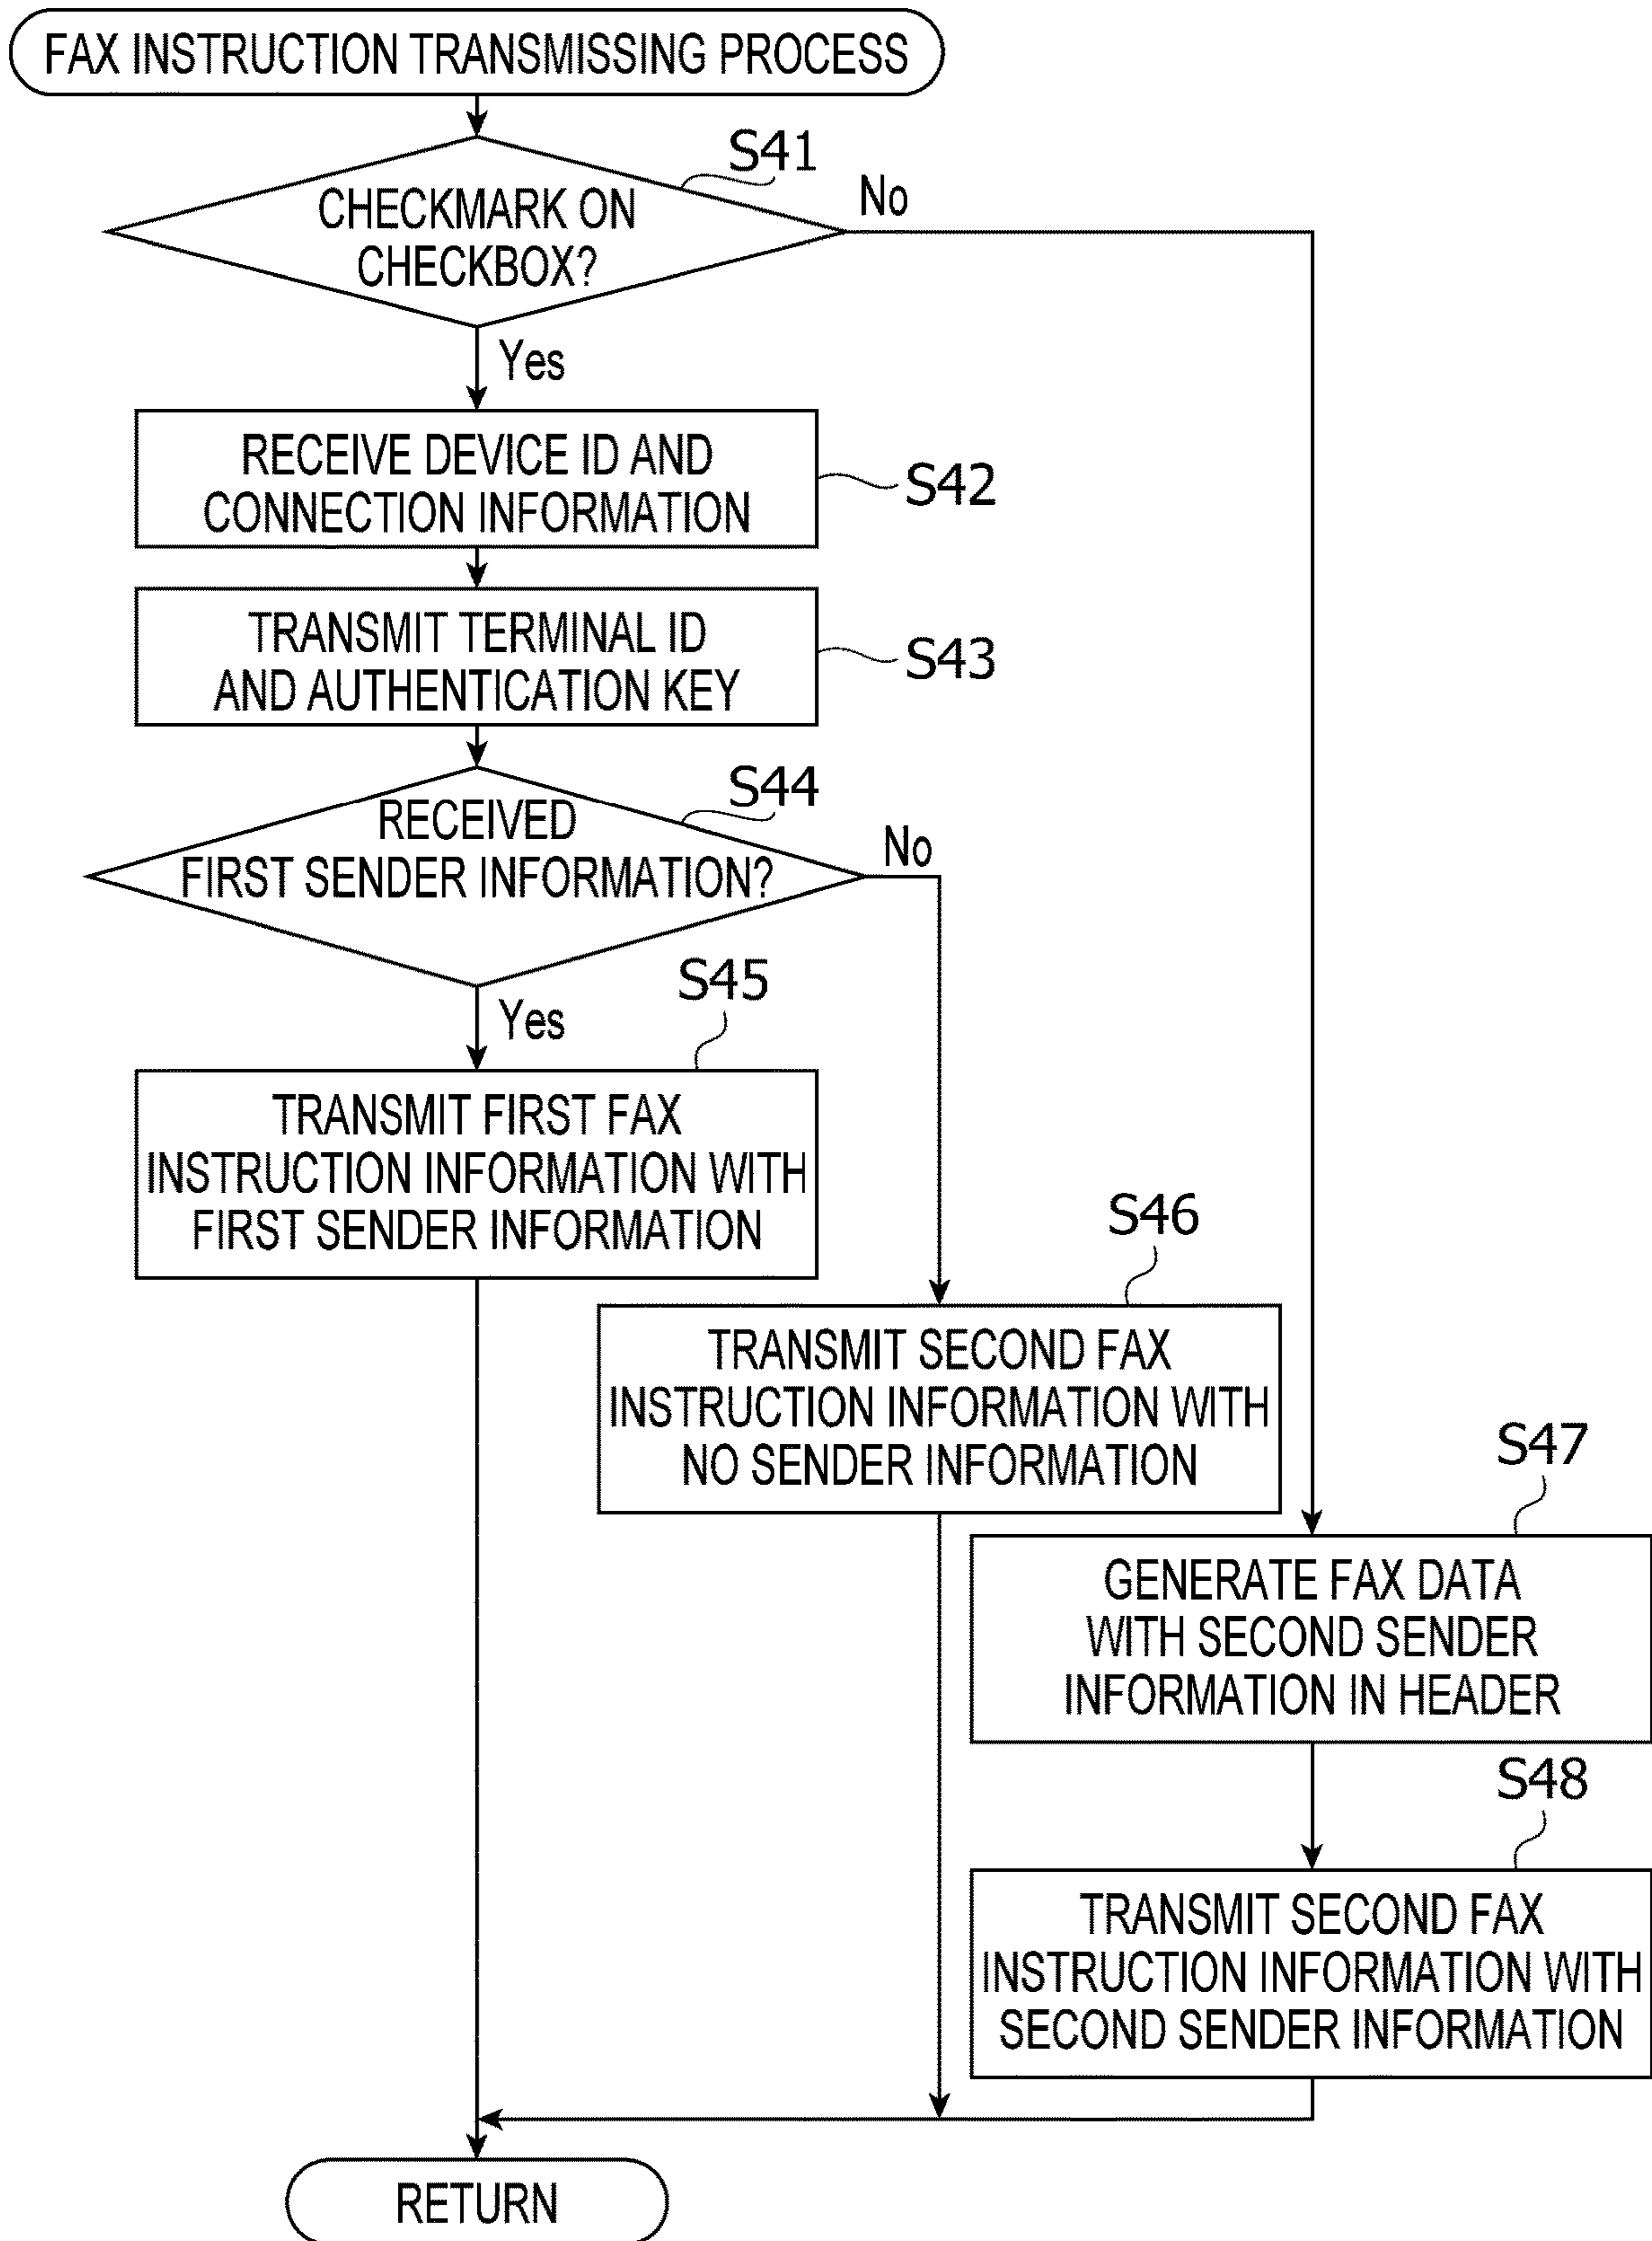 FAX INSTRUCTION TRANSMISSING PROCESS
S41
CHECKMARK ON
CHECKBOX?
No
Yes
RECEIVE DEVICE ID AND
CONNECTION INFORMATION
S42
TRANSMIT TERMINAL ID
AND AUTHENTICATION KEY
S43
S44
RECEIVED
FIRST SENDER INFORMATION?
No
Yes
S45
TRANSMIT FIRST FAX
INSTRUCTION INFORMATION WITH
FIRST SENDER INFORMATION
S46
TRANSMIT SECOND FAX
INSTRUCTION INFORMATION WITH
NO SENDER INFORMATION
S47
GENERATE FAX DATA
WITH SECOND SENDER
INFORMATION IN HEADER
S48
TRANSMIT SECOND FAX
INSTRUCTION INFORMATION WITH
SECOND SENDER INFORMATION
RETURN